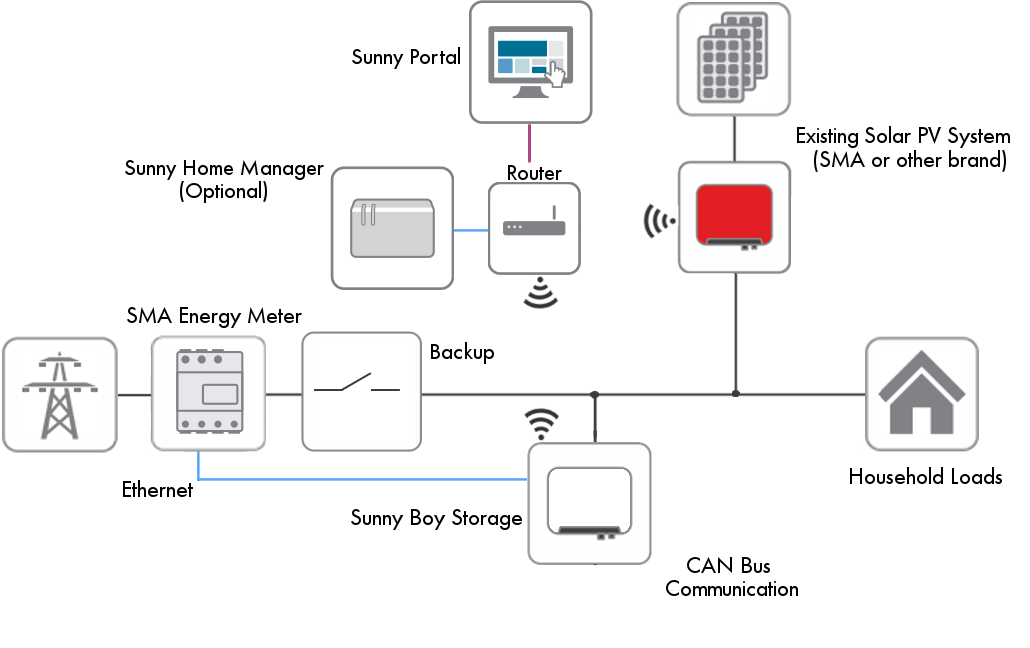 Sunny Portal
Existing Solar PV System
(SMA or other brand)
Sunny Home Manager
(Optional)
Router
SMA Energy Meter
Backup
Household Loads
Ethernet
Sunny Boy Storage
CAN Bus
Communication